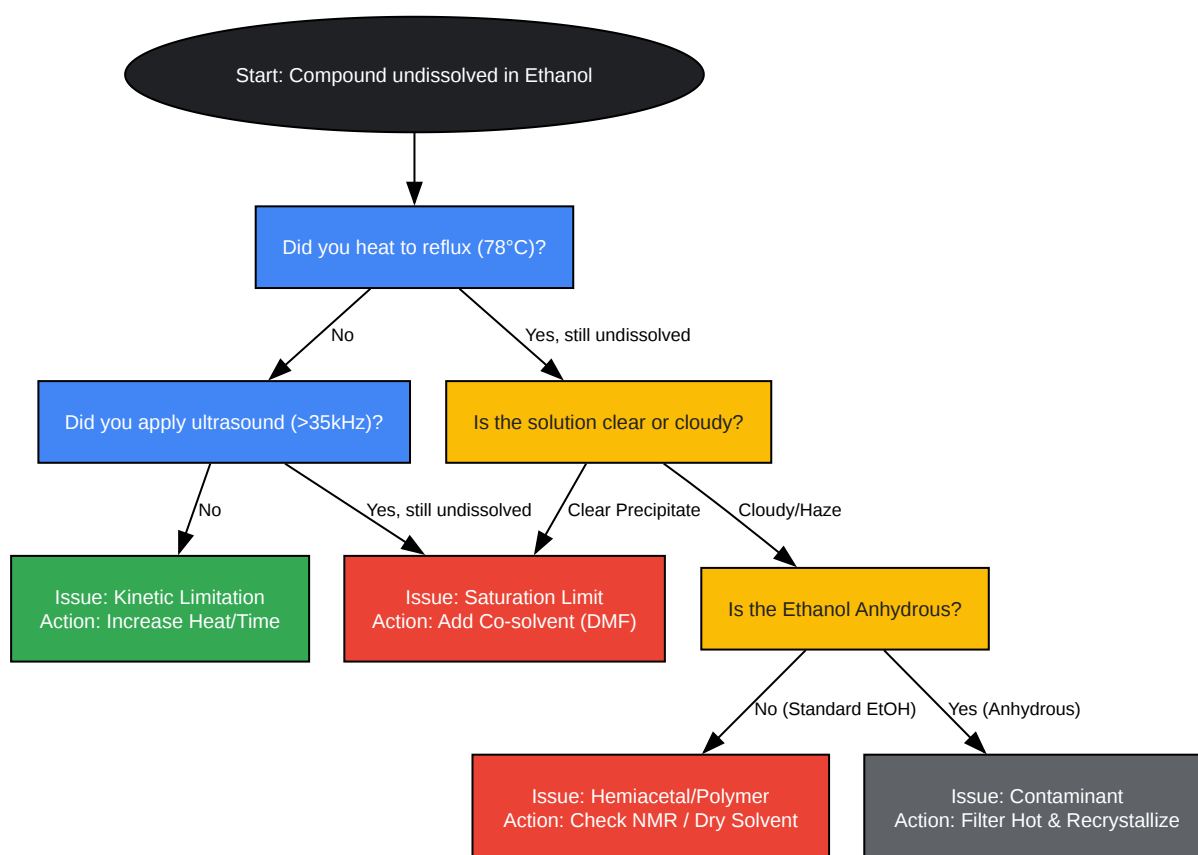 Start: Compound undissolved in Ethanol
Did you heat to reflux (78°C)?
No
Yes, still undissolved
Did you apply ultrasound (>35kHz)?
Is the solution clear or cloudy?
No
Yes, still undissolved
Clear Precipitate
Cloudy/Haze
Issue: Kinetic Limitation
Action: Increase Heat/Time
Issue: Saturation Limit
Action: Add Co-solvent (DMF)
Is the Ethanol Anhydrous?
No (Standard EtOH)
Yes (Anhydrous)
Issue: Hemiacetal/Polymer
Action: Check NMR / Dry Solvent
Issue: Contaminant
Action: Filter Hot & Recrystallize